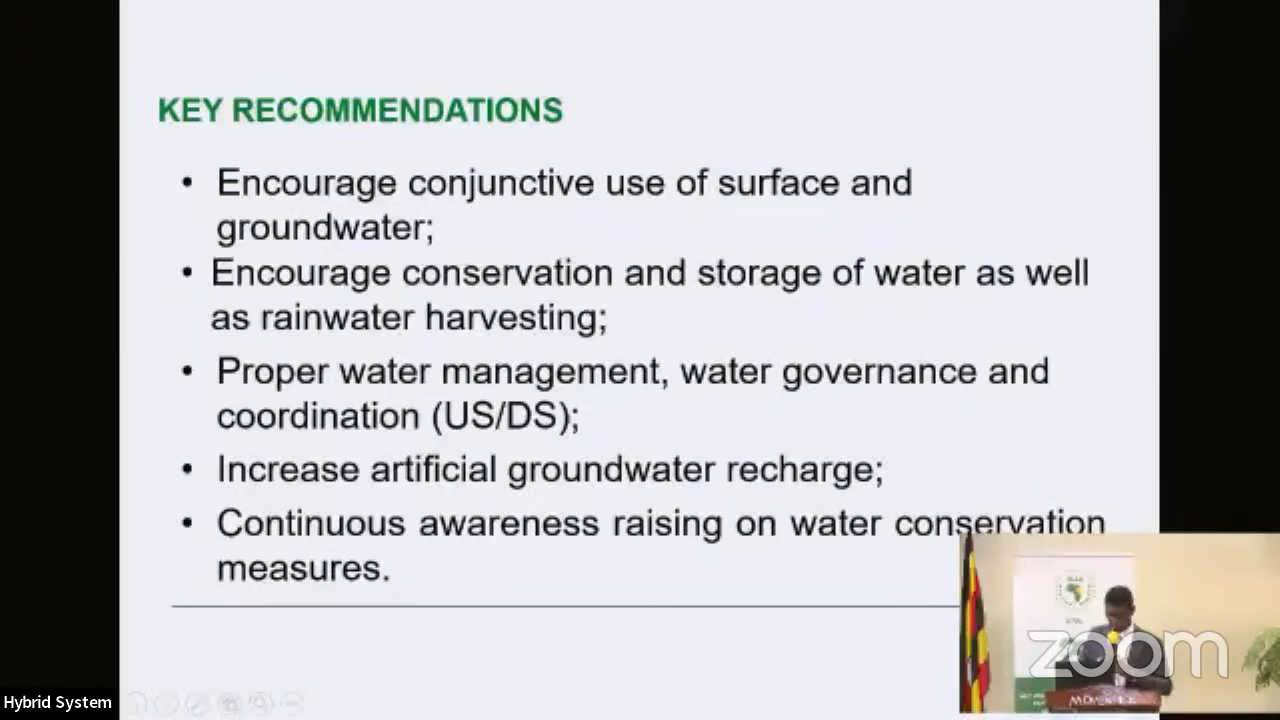 KEY RECOMMENDATIONS
• Encourage conjunctive use of surface and
groundwater;
• Encourage conservation and storage of water as well
as rainwater harvesting;
• Proper water management, water governance and
coordination (US/DS);
• Increase artificial groundwater recharge;
• Continuous awareness raising on water conservation
measures.
zoom
MÖVENPICK
Hybrid System